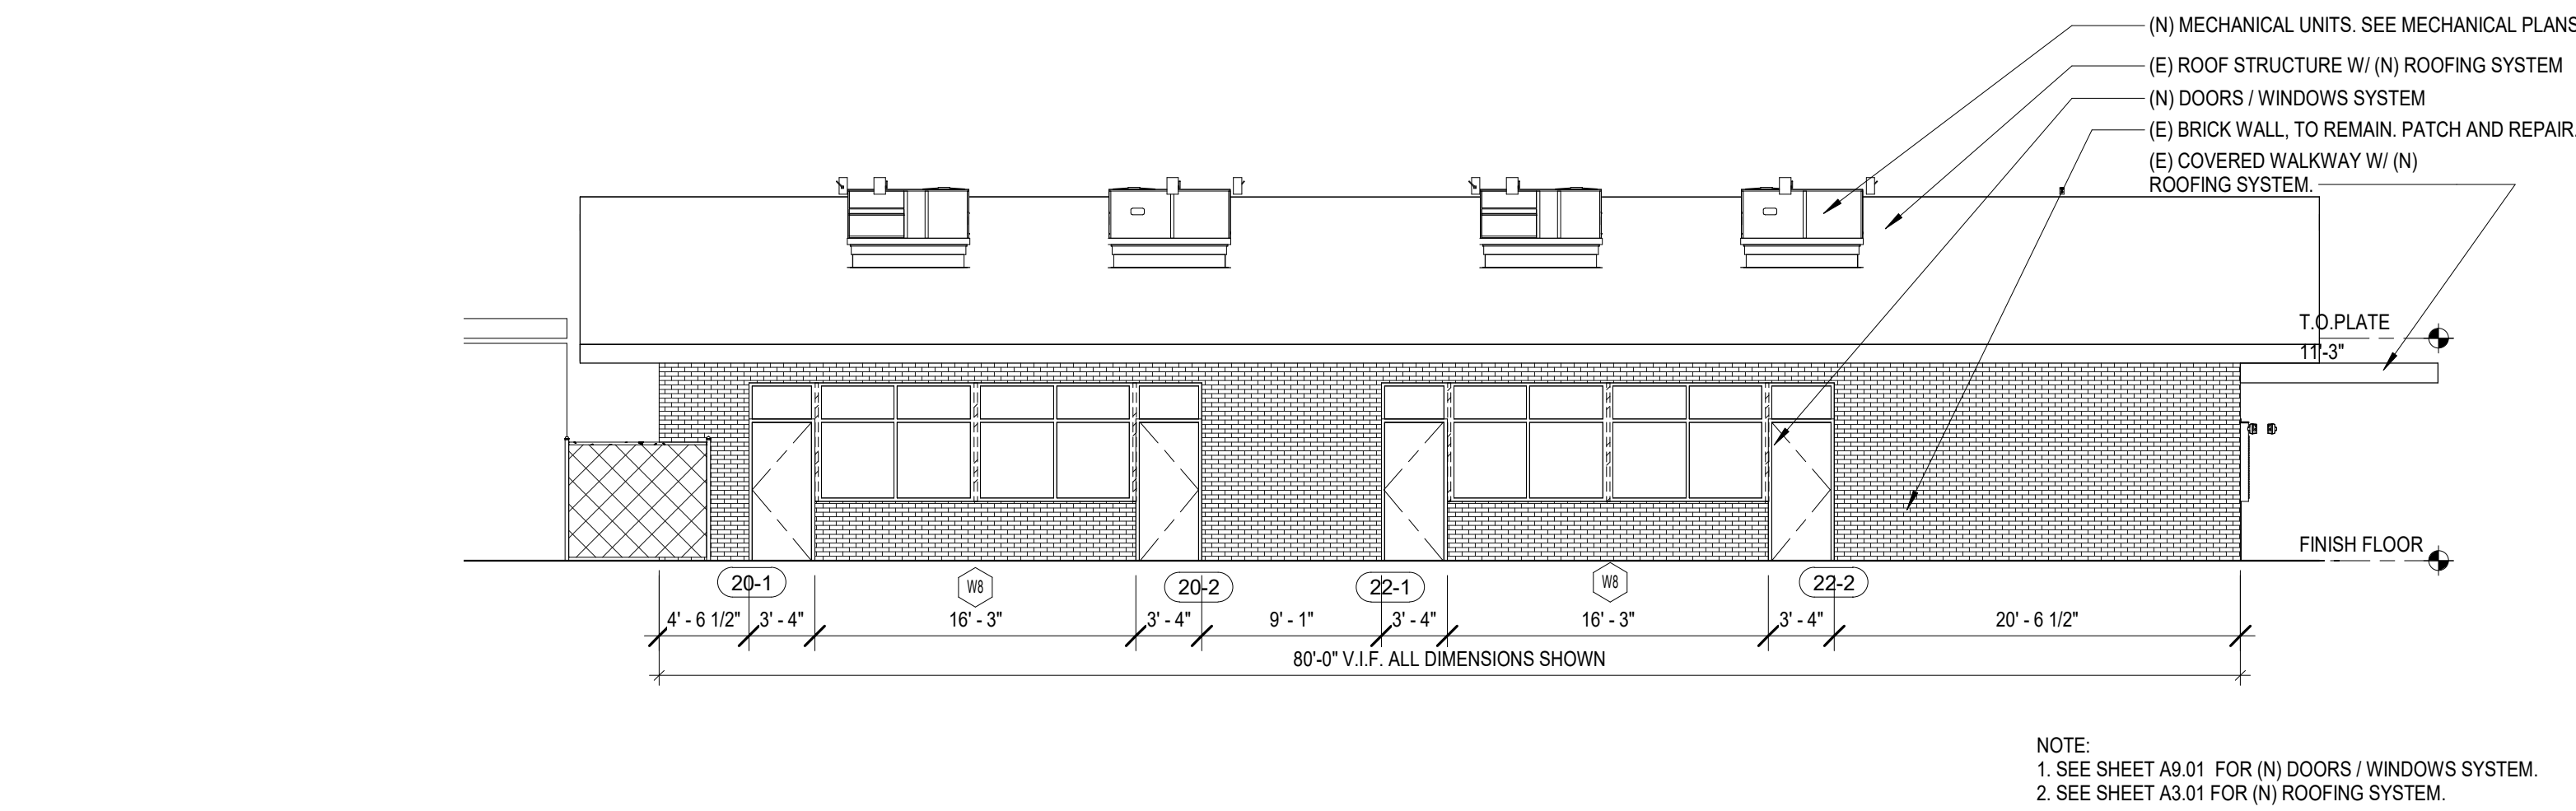 (N) MECHANICAL UNITS. SEE MECHANICAL PLANS
(E) ROOF STRUCTURE W/ (N) ROOFING SYSTEM
(N) DOORS / WINDOWS SYSTEM
(E) BRICK WALL, TO REMAIN. PATCH AND REPAIR.
(E) COVERED WALKWAY W/ (N)
ROOFING SYSTEM.
T.O.PLATE
11'-3"
FINISH FLOOR
20-1
W8
20-2
22-1
W8
22-2
4' - 6 1/2"
3' - 4"
16' - 3"
3' - 4"
9' - 1"
3' - 4"
16' - 3"
3' - 4"
20' - 6 1/2"
80'-0" V.I.F. ALL DIMENSIONS SHOWN
NOTE:
1. SEE SHEET A9.01 FOR (N) DOORS / WINDOWS SYSTEM.
2. SEE SHEET A3.01 FOR (N) ROOFING SYSTEM.